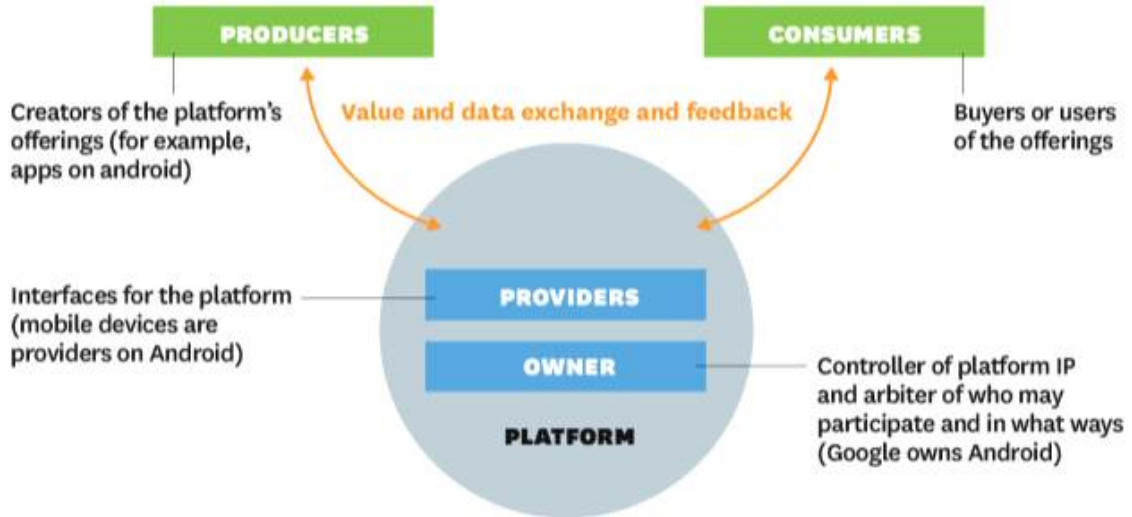 PRODUCERS
CONSUMERS
Creators of the platform's
offerings (for example,
apps on android)
Value and data exchange and feedback
Buyers or users
of the offerings
Interfaces for the platform
(mobile devices are
providers on Android)
PROVIDERS
OWNER
PLATFORM
Controller of platform IP
and arbiter of who may
participate and in what ways
(Google owns Android)